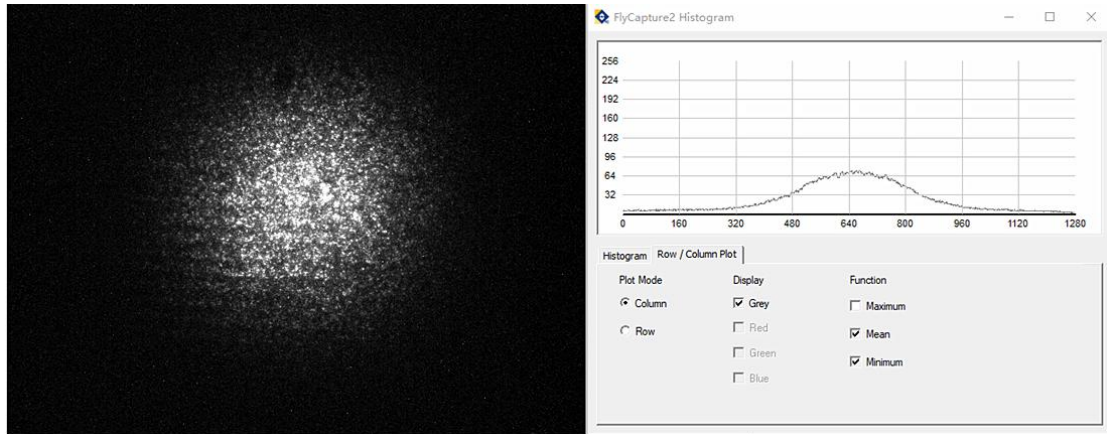 FlyCapture2 Histogram
256
224
192
160
128
96
64
32
0 160 320 480 640 800 960 1120 1280
Histogram Row / Column Plot
Plot Mode Display Function
Column Grey Maximum
Row Red Mean
Green Minimum
Blue